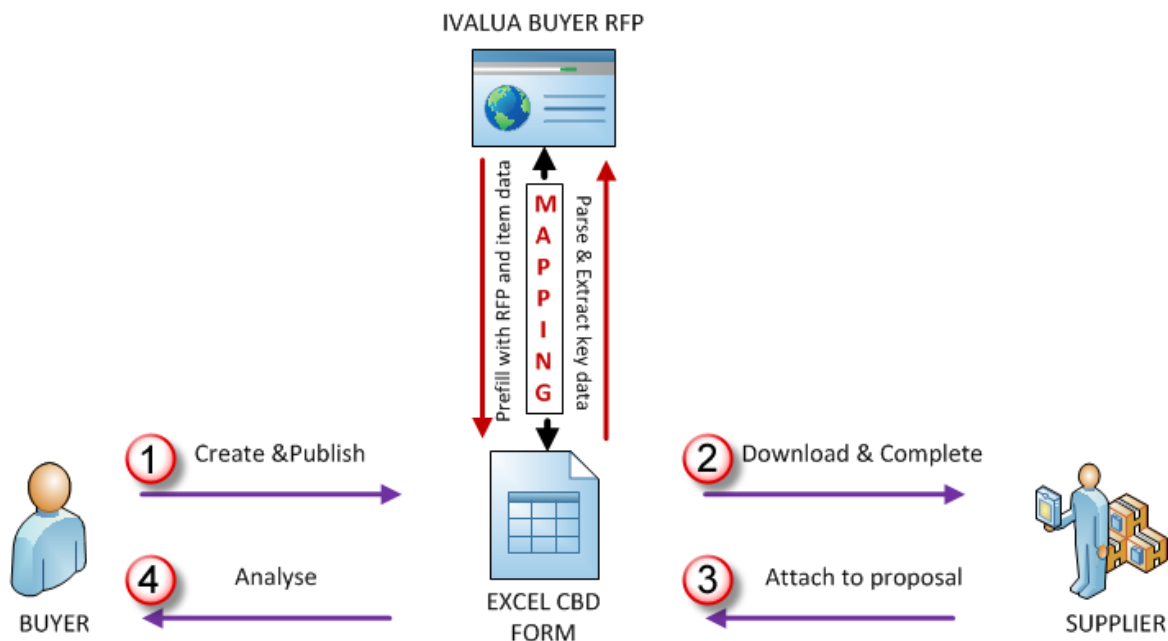 IVALUA BUYER RFP
Prefill with RFP and item data
MAPPING
Parse & Extract key data
1 Create &Publish
2 Download & Complete
4 Analyse
3 Attach to proposal
BUYER
EXCEL CBD
FORM
SUPPLIER